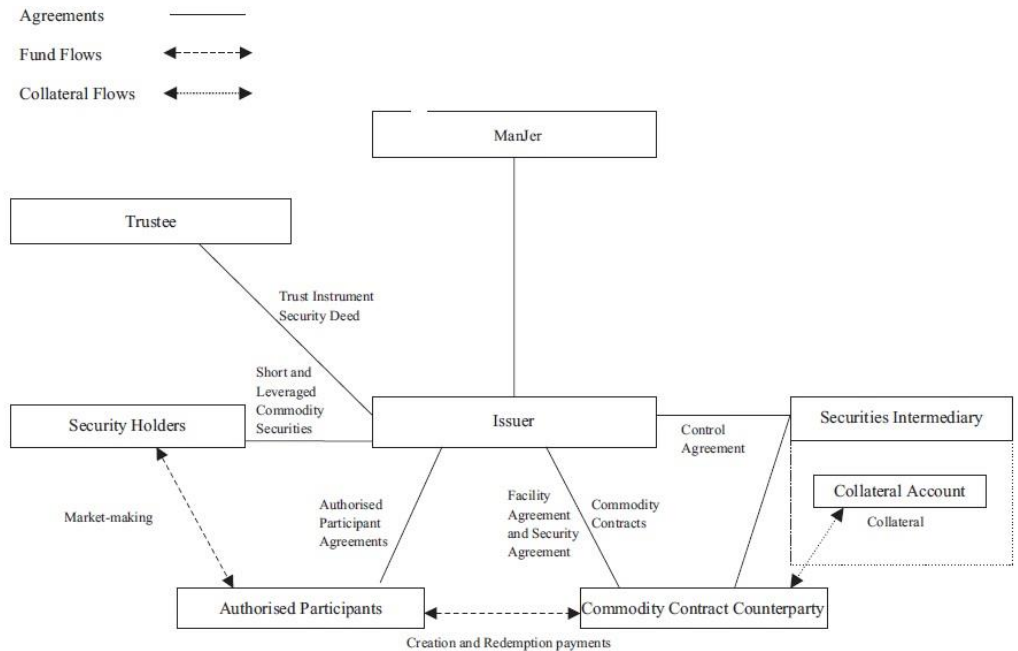 Agreements
Fund Flows
Collateral Flows
ManJer
Trustee
Trust Instrument
Security Deed
Short and
Leveraged
Commodity
Securities
Security Holders
Issuer
Securities Intermediary
Control
Agreement
Collateral Account
Collateral
Market-making
Authorised
Participant
Agreements
Facility
Agreement
and Security
Agreement
Commodity
Contracts
Authorised Participants
Commodity Contract Counterparty
Creation and Redemption payments